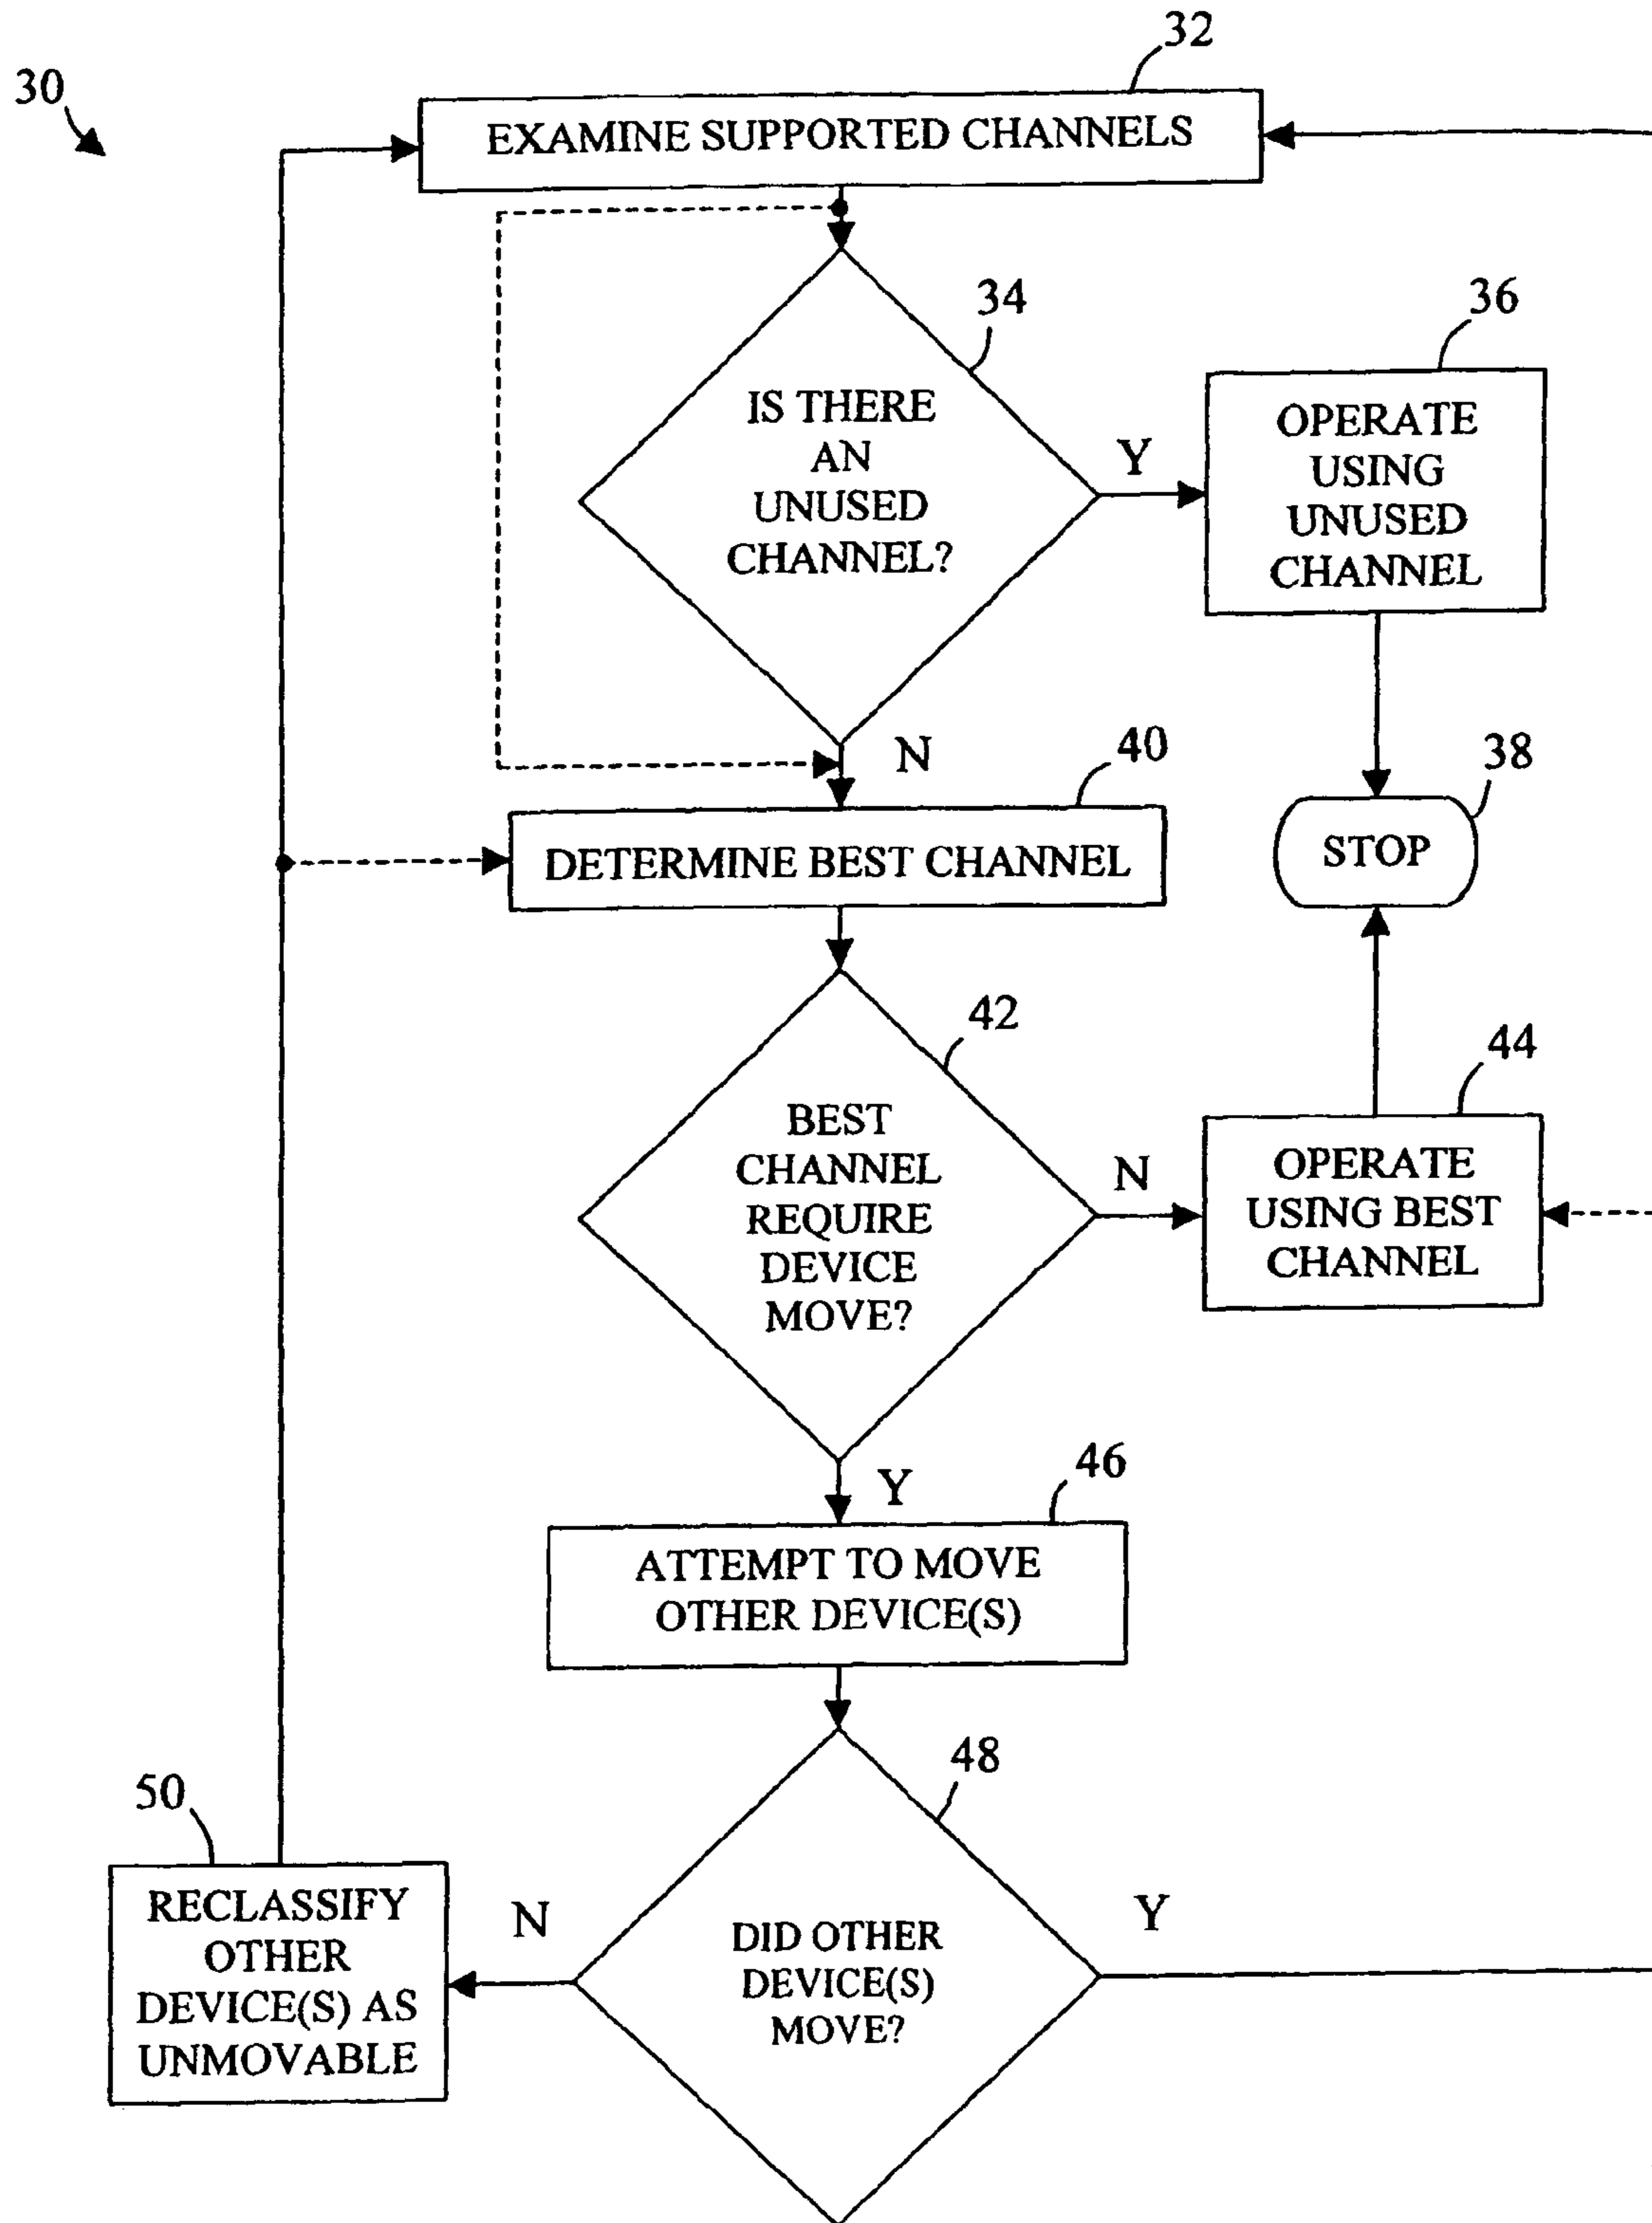 32
30
EXAMINE SUPPORTED CHANNELS
34
36
IS THERE
AN
UNUSED
CHANNEL?
Y
OPERATE
USING
UNUSED
CHANNEL
N
40
38
DETERMINE BEST CHANNEL
STOP
42
44
BEST
CHANNEL
REQUIRE
DEVICE
MOVE?
N
OPERATE
USING BEST
CHANNEL
Y
46
ATTEMPT TO MOVE
OTHER DEVICE(S)
48
50
RECLASSIFY
OTHER
DEVICE(S) AS
UNMOVABLE
N
DID OTHER
DEVICE(S)
MOVE?
Y